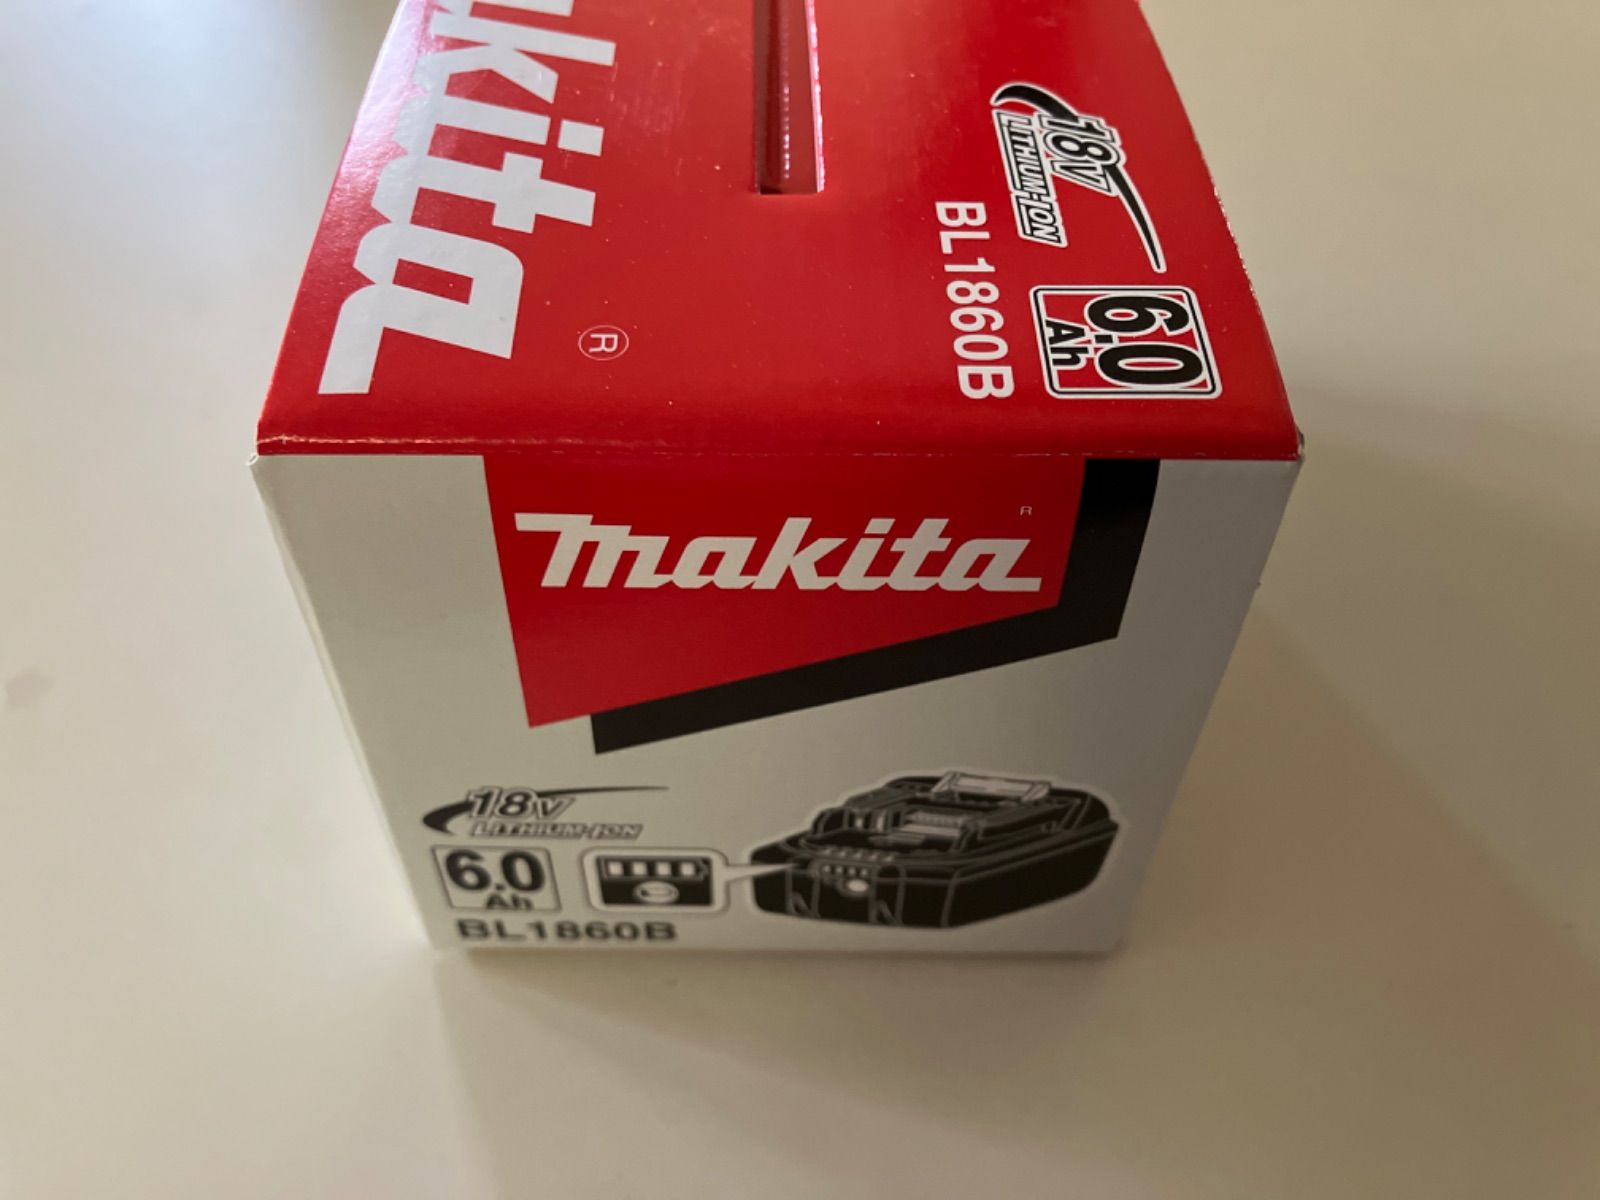 makita
®
18V
LITHIUM-ION
6.0
Ah
BL1860B
makita
R
18V
LITHIUM-ION
6.0
Ah
BL1860B